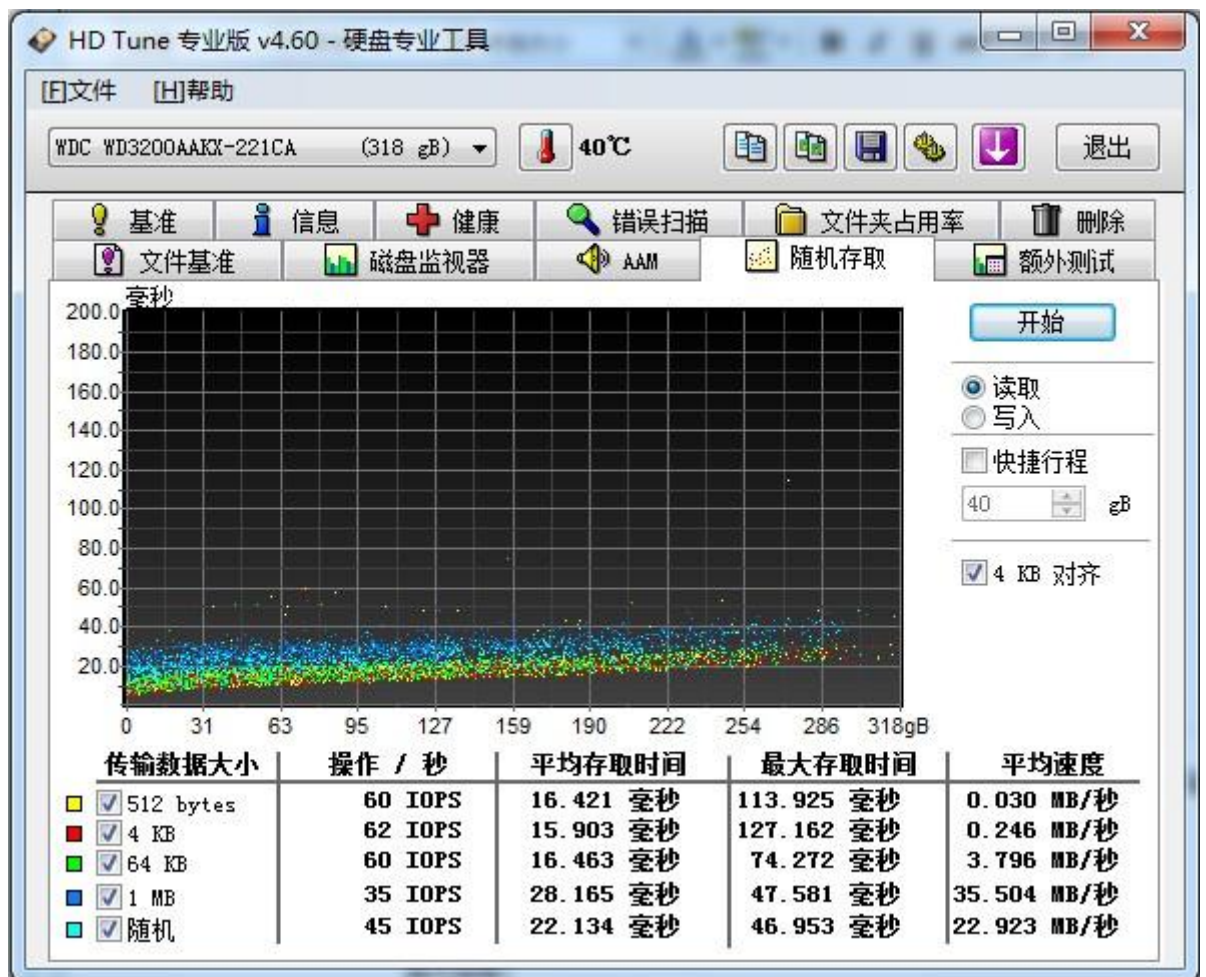 HD Tune 专业版 v4.60 - 硬盘专业工具
[F]文件 [H]帮助
WDC WD3200AAKX-221CA (318 gB) 40℃ 退出
基准 信息 健康 错误扫描 文件夹占用率 删除
文件基准 磁盘监视器 AAM 随机存取 额外测试
毫秒
200.0
180.0
160.0
140.0
120.0
100.0
80.0
60.0
40.0
20.0
0 31 63 95 127 159 190 222 254 286 318gB
开始
读取
写入
快捷行程
40 gB
4 KB 对齐
传输数据大小 操作 / 秒 平均存取时间 最大存取时间 平均速度
512 bytes 60 IOPS 16.421 毫秒 113.925 毫秒 0.030 MB/秒
4 KB 62 IOPS 15.903 毫秒 127.162 毫秒 0.246 MB/秒
64 KB 60 IOPS 16.463 毫秒 74.272 毫秒 3.796 MB/秒
1 MB 35 IOPS 28.165 毫秒 47.581 毫秒 35.504 MB/秒
随机 45 IOPS 22.134 毫秒 46.953 毫秒 22.923 MB/秒